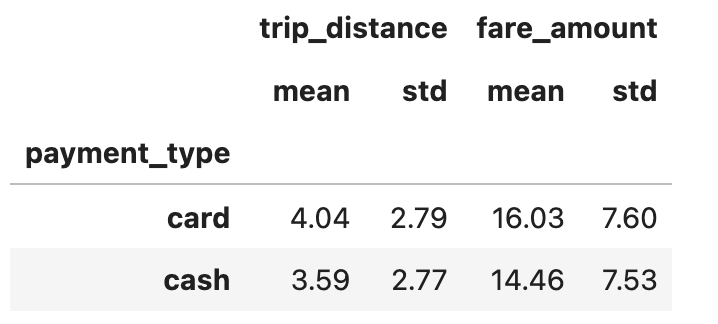 trip_distance fare_amount
mean std mean std
payment_type
card 4.04 2.79 16.03 7.60
cash 3.59 2.77 14.46 7.53